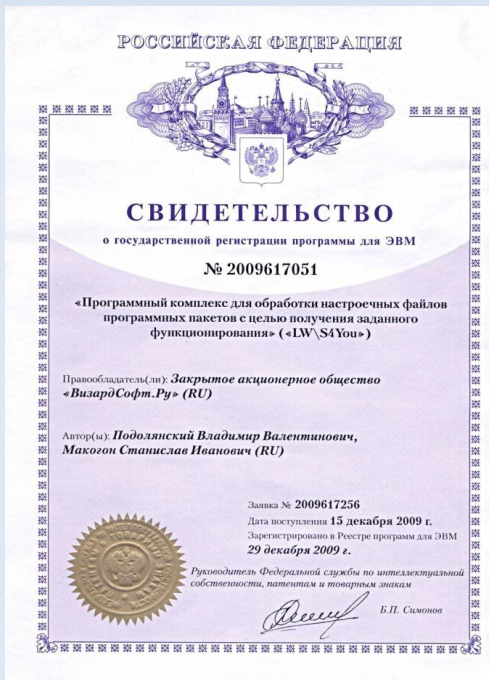 РОССИЙСКАЯ ФЕДЕРАЦИЯ
СВИДЕТЕЛЬСТВО
о государственной регистрации программы для ЭВМ
№ 2009617051
«Программный комплекс для обработки настроечных файлов
программных пакетов с целью получения заданного
функционирования» («LW\S4You»)
Правообладатель(ли): Закрытое акционерное общество
«ВизардСофт.Ру» (RU)
Автор(ы): Подолянский Владимир Валентинович,
Макогон Станислав Иванович (RU)
Заявка № 2009617256
Дата поступления 15 декабря 2009 г.
Зарегистрировано в Реестре программ для ЭВМ
29 декабря 2009 г.
Руководитель Федеральной службы по интеллектуальной
собственности, патентам и товарным знакам
Б.П. Симонов